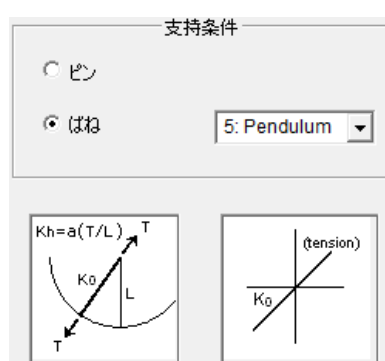 支持条件
ピン
ばね
5: Pendulum
Kh=a(T/L)
T
K0
L
T
(tension)
K0